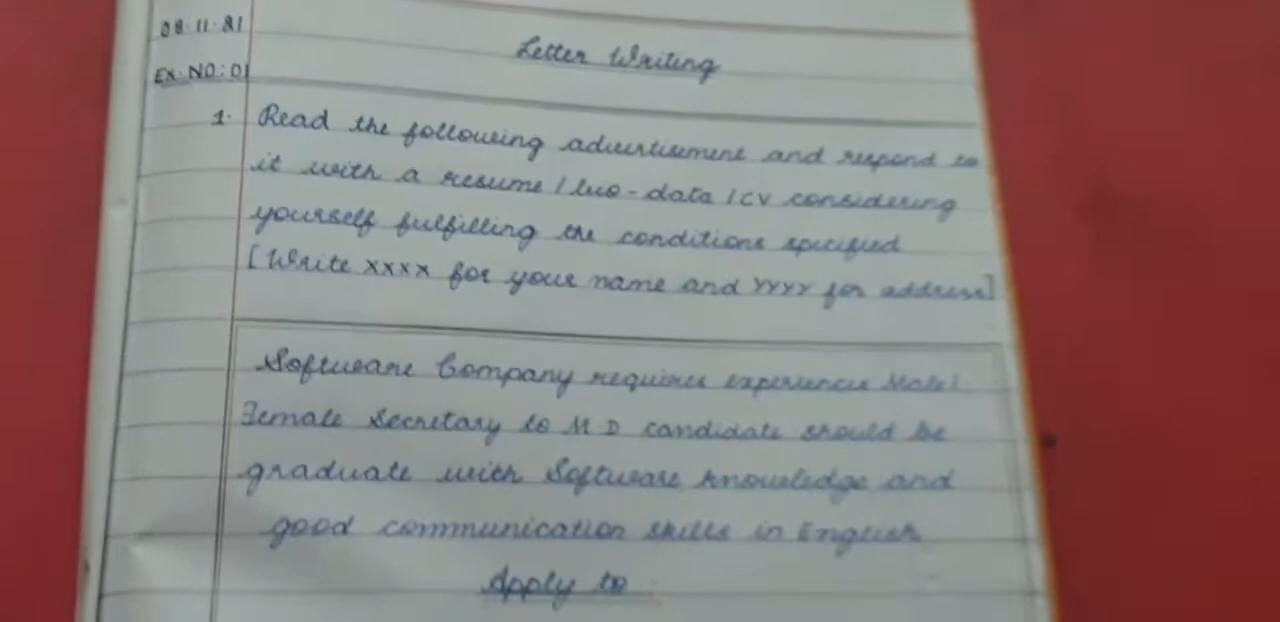 08.11.21
Letter Writing
EX.NO:01
1. Read the following advertisement and respond to
it with a resume / bio-data / CV considering
yourself fulfilling the conditions specified
[Write xxxx for your name and YYYY for address]
Software Company requires experiences Male/
Female Secretary to M D candidate should be
graduate with Software knowledge and
good communication skills in English
Apply to :